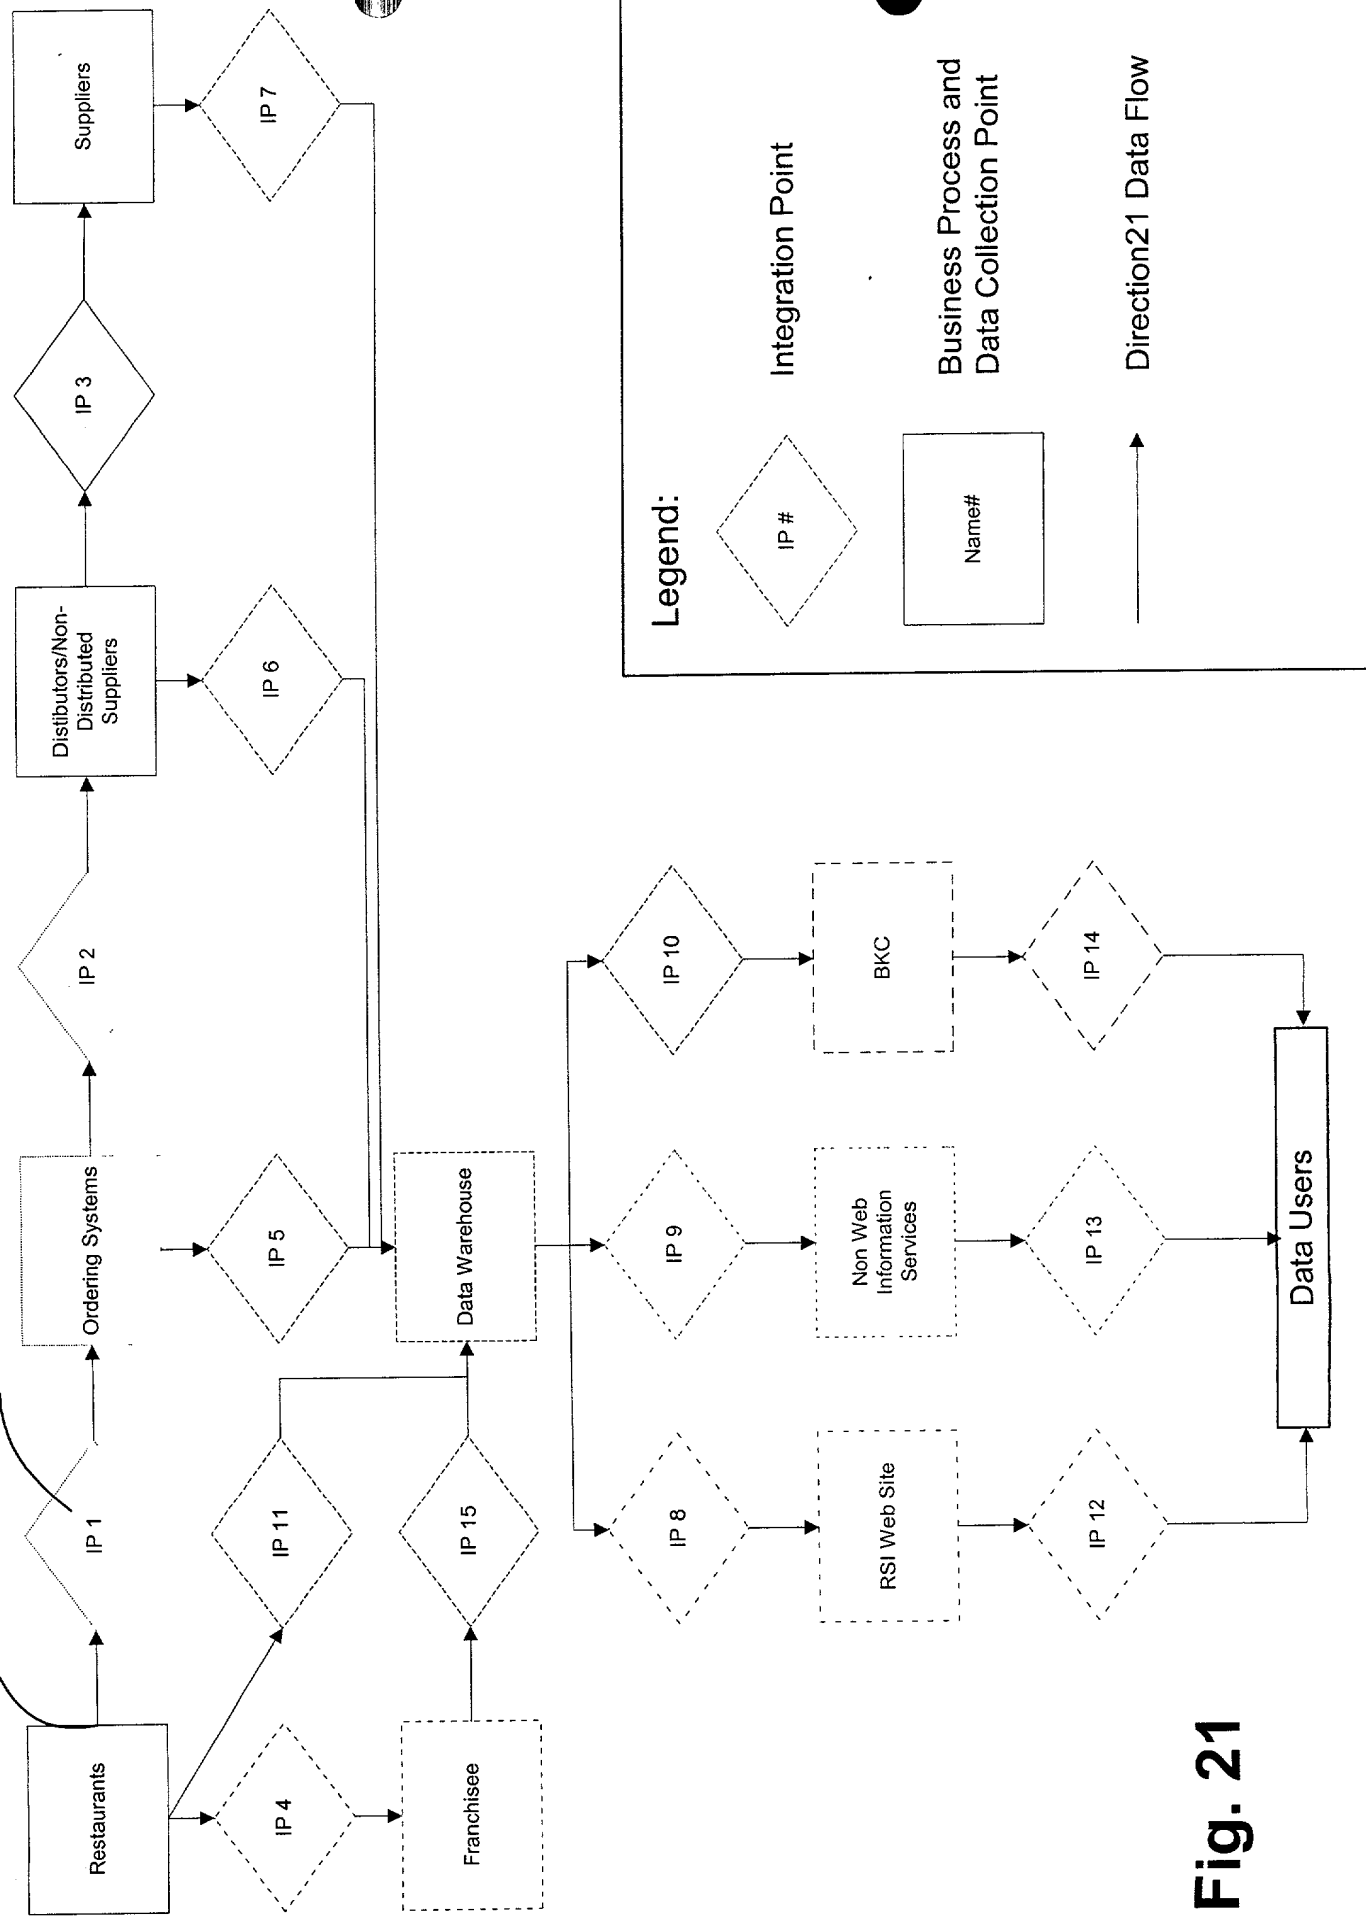 Restaurants
IP 1
Ordering Systems
IP 2
Distibutors/Non-
Distributed
Suppliers
IP 3
Suppliers
IP 4
IP 11
IP 5
IP 6
IP 7
Franchisee
IP 15
Data Warehouse
IP 8
IP 9
IP 10
RSI Web Site
Non Web
Information
Services
BKC
IP 12
IP 13
IP 14
Data Users
Legend:
IP #
Integration Point
Name#
Business Process and
Data Collection Point
Direction21 Data Flow
Fig. 21